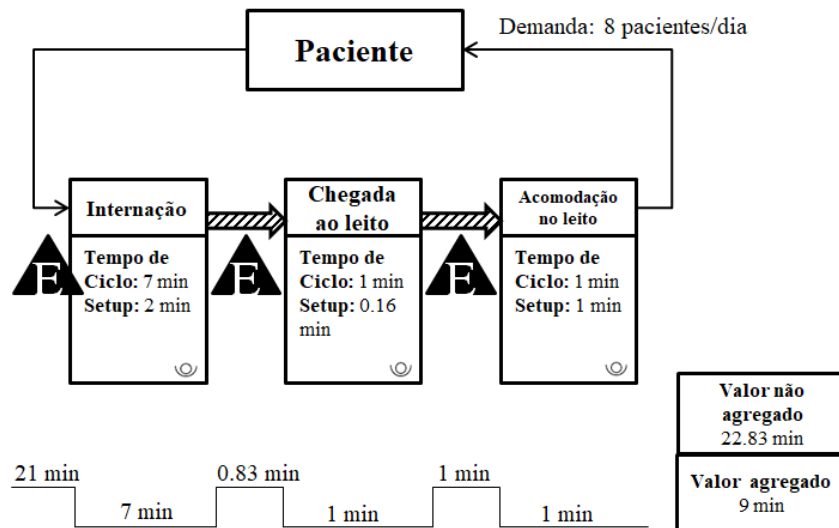 Demanda: 8 pacientes/dia
Paciente
Internação
Chegada
ao leito
Acomodação
no leito
E
Tempo de
Ciclo: 7 min
Setup: 2 min
E
Tempo de
Ciclo: 1 min
Setup: 0.16
min
E
Tempo de
Ciclo: 1 min
Setup: 1 min
Valor não
agregado
22.83 min
Valor agregado
9 min
21 min
7 min
0.83 min
1 min
1 min
1 min